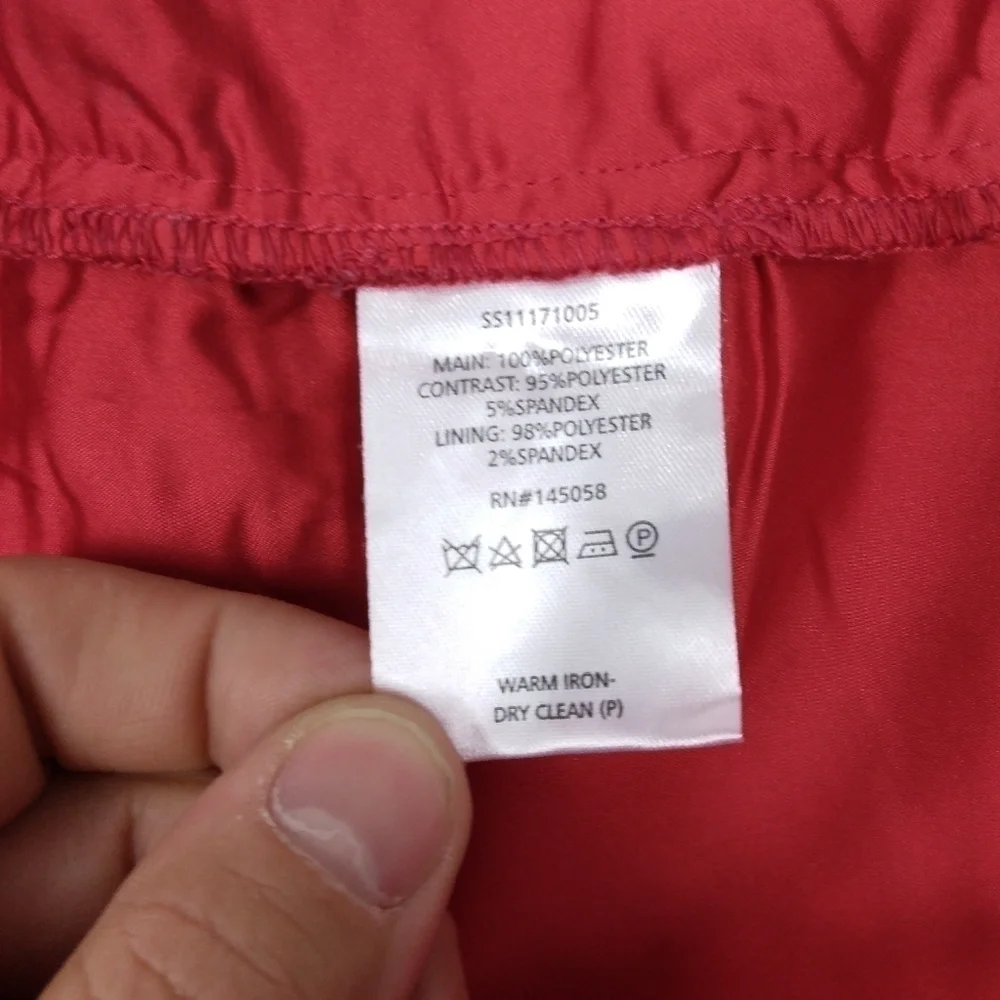 SS11171005
MAIN: 100%POLYESTER
CONTRAST: 95%POLYESTER
5%SPANDEX
LINING: 98%POLYESTER
2%SPANDEX
RN#145058
P
WARM IRON-
DRY CLEAN (P)